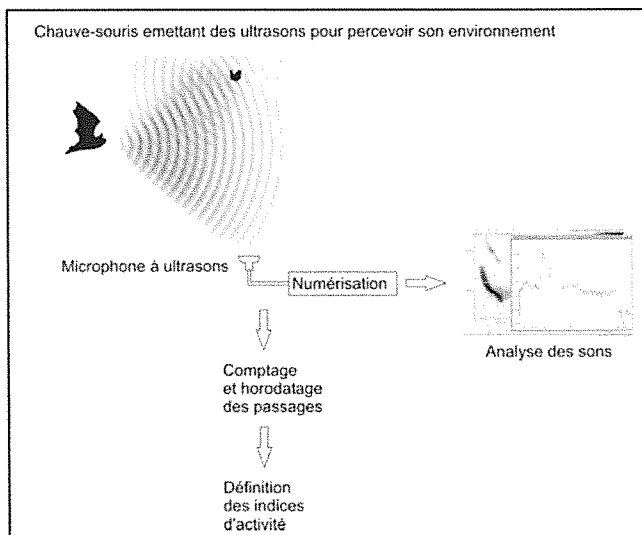 Chauve-souris emettant des ultrasons pour percevoir son environnement
Microphone à ultrasons
Numérisation
Analyse des sons
Comptage
et horodatage
des passages
Définition
des indices
d'activité